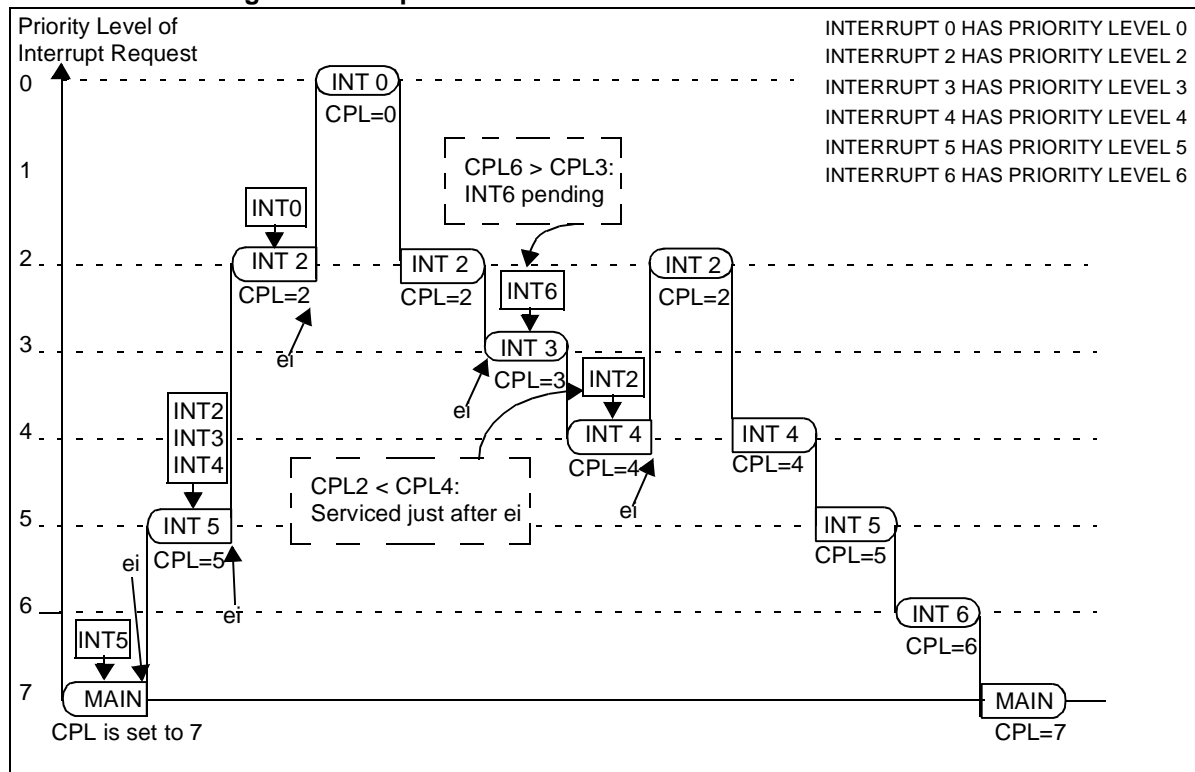 Priority Level of
Interrupt Request
INTERRUPT 0 HAS PRIORITY LEVEL 0
INTERRUPT 2 HAS PRIORITY LEVEL 2
INTERRUPT 3 HAS PRIORITY LEVEL 3
INTERRUPT 4 HAS PRIORITY LEVEL 4
INTERRUPT 5 HAS PRIORITY LEVEL 5
INTERRUPT 6 HAS PRIORITY LEVEL 6
0
INT 0
CPL=0
1
CPL6 > CPL3:
INT6 pending
INT0
2
INT 2
CPL=2
ei
INT 2
CPL=2
INT6
INT 2
CPL=2
3
INT 3
CPL=3
ei
INT2
INT2
INT3
INT4
4
INT 4
CPL=4
ei
INT 4
CPL=4
CPL2 < CPL4:
Serviced just after ei
5
INT 5
CPL=5
ei
ei
INT 5
CPL=5
6
INT5
INT 6
CPL=6
7
MAIN
CPL is set to 7
MAIN
CPL=7